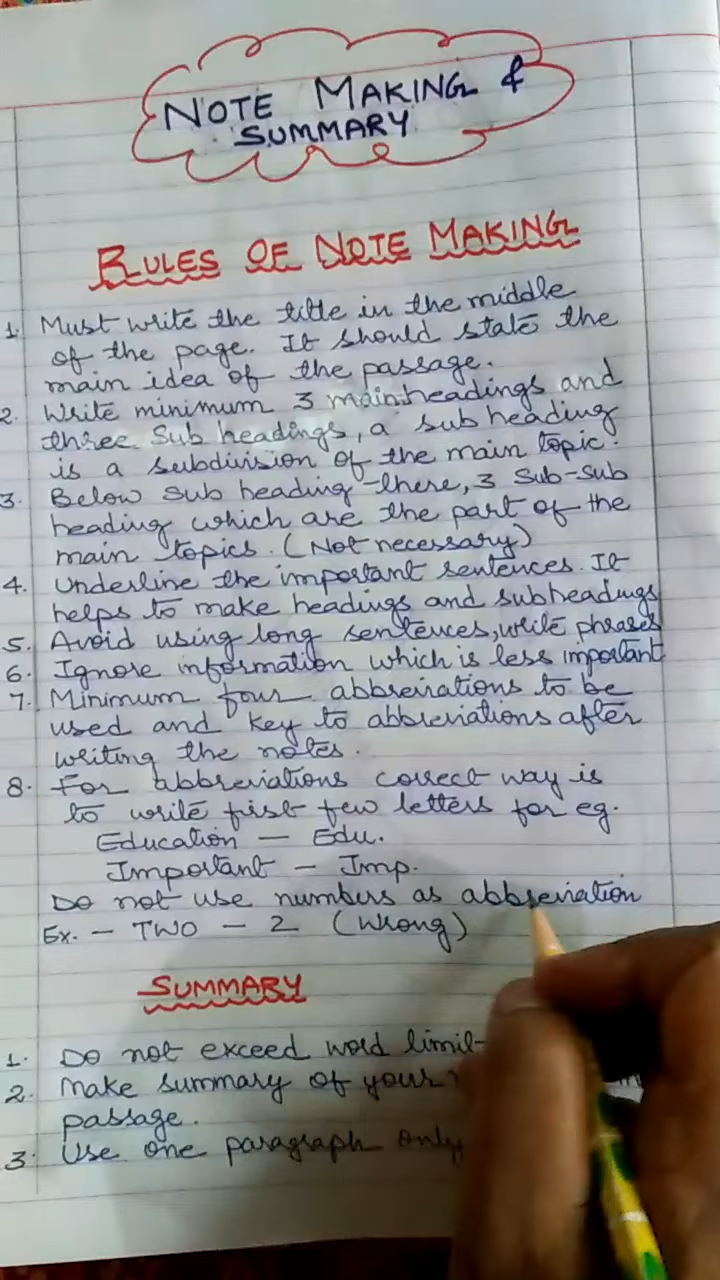 NOTE MAKING &
SUMMARY
RULES OF NOTE MAKING
1. Must write the title in the middle
of the page. It should state the
main idea of the passage.
2. Write minimum 3 main headings and
three Sub headings, a sub heading
is a subdivision of the main topic.
3. Below sub heading there, 3 Sub-Sub
heading which are the part of the
main topics. (Not necessary)
4. Underline the important sentences. It
helps to make headings and subheadings
5. Avoid using long sentences, write phrases
6. Ignore information which is less important
7. Minimum four abbreviations to be
used and key to abbreviations after
writing the notes.
8. For abbreviations correct way is
to write first few letters for eg.
Education — Edu.
Important — Imp.
Do not use numbers as abbreviation
Ex. — TWO — 2 (Wrong)
SUMMARY
1. Do not exceed word limit
2. Make summary of your
passage.
3. Use one paragraph only